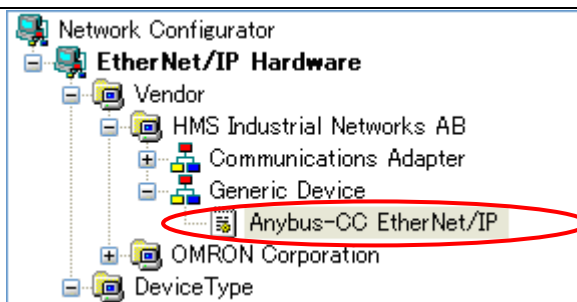 Network Configurator
EtherNet/IP Hardware
Vendor
HMS Industrial Networks AB
Communications Adapter
Generic Device
Anybus-CC EtherNet/IP
OMRON Corporation
DeviceType